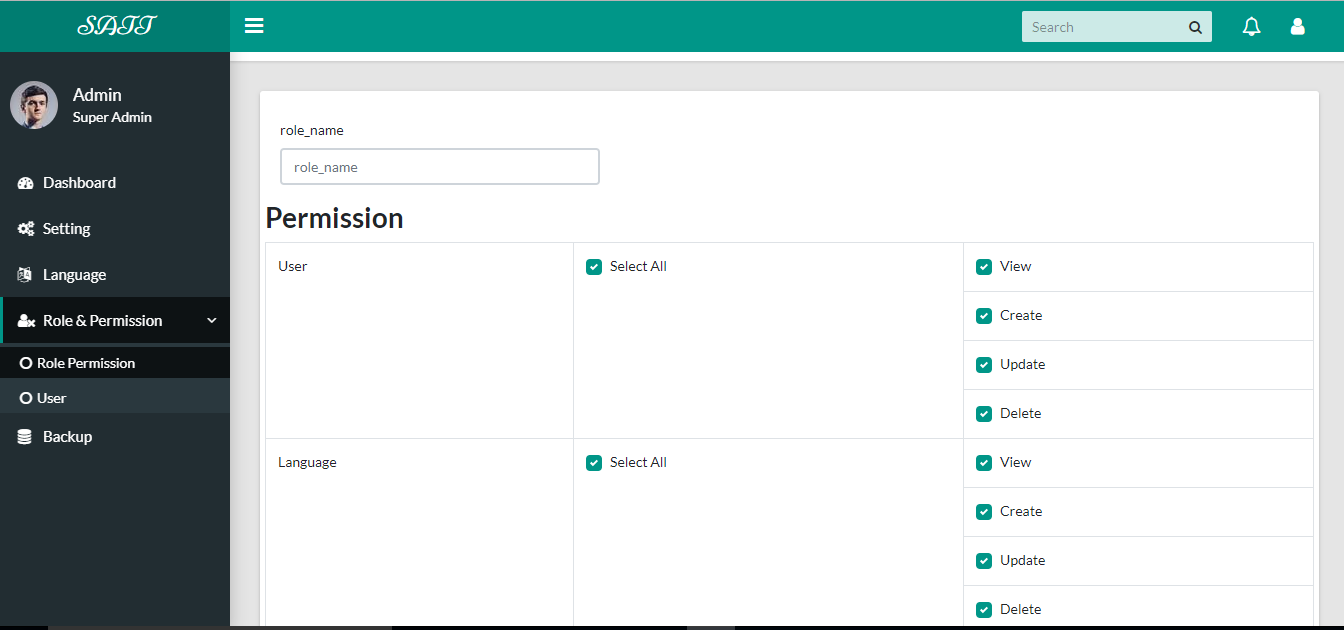 SATT
Search
Admin
Super Admin
Dashboard
Setting
Language
Role & Permission
Role Permission
User
Backup
role_name
role_name
Permission
User
Select All
View
Create
Update
Delete
Language
Select All
View
Create
Update
Delete